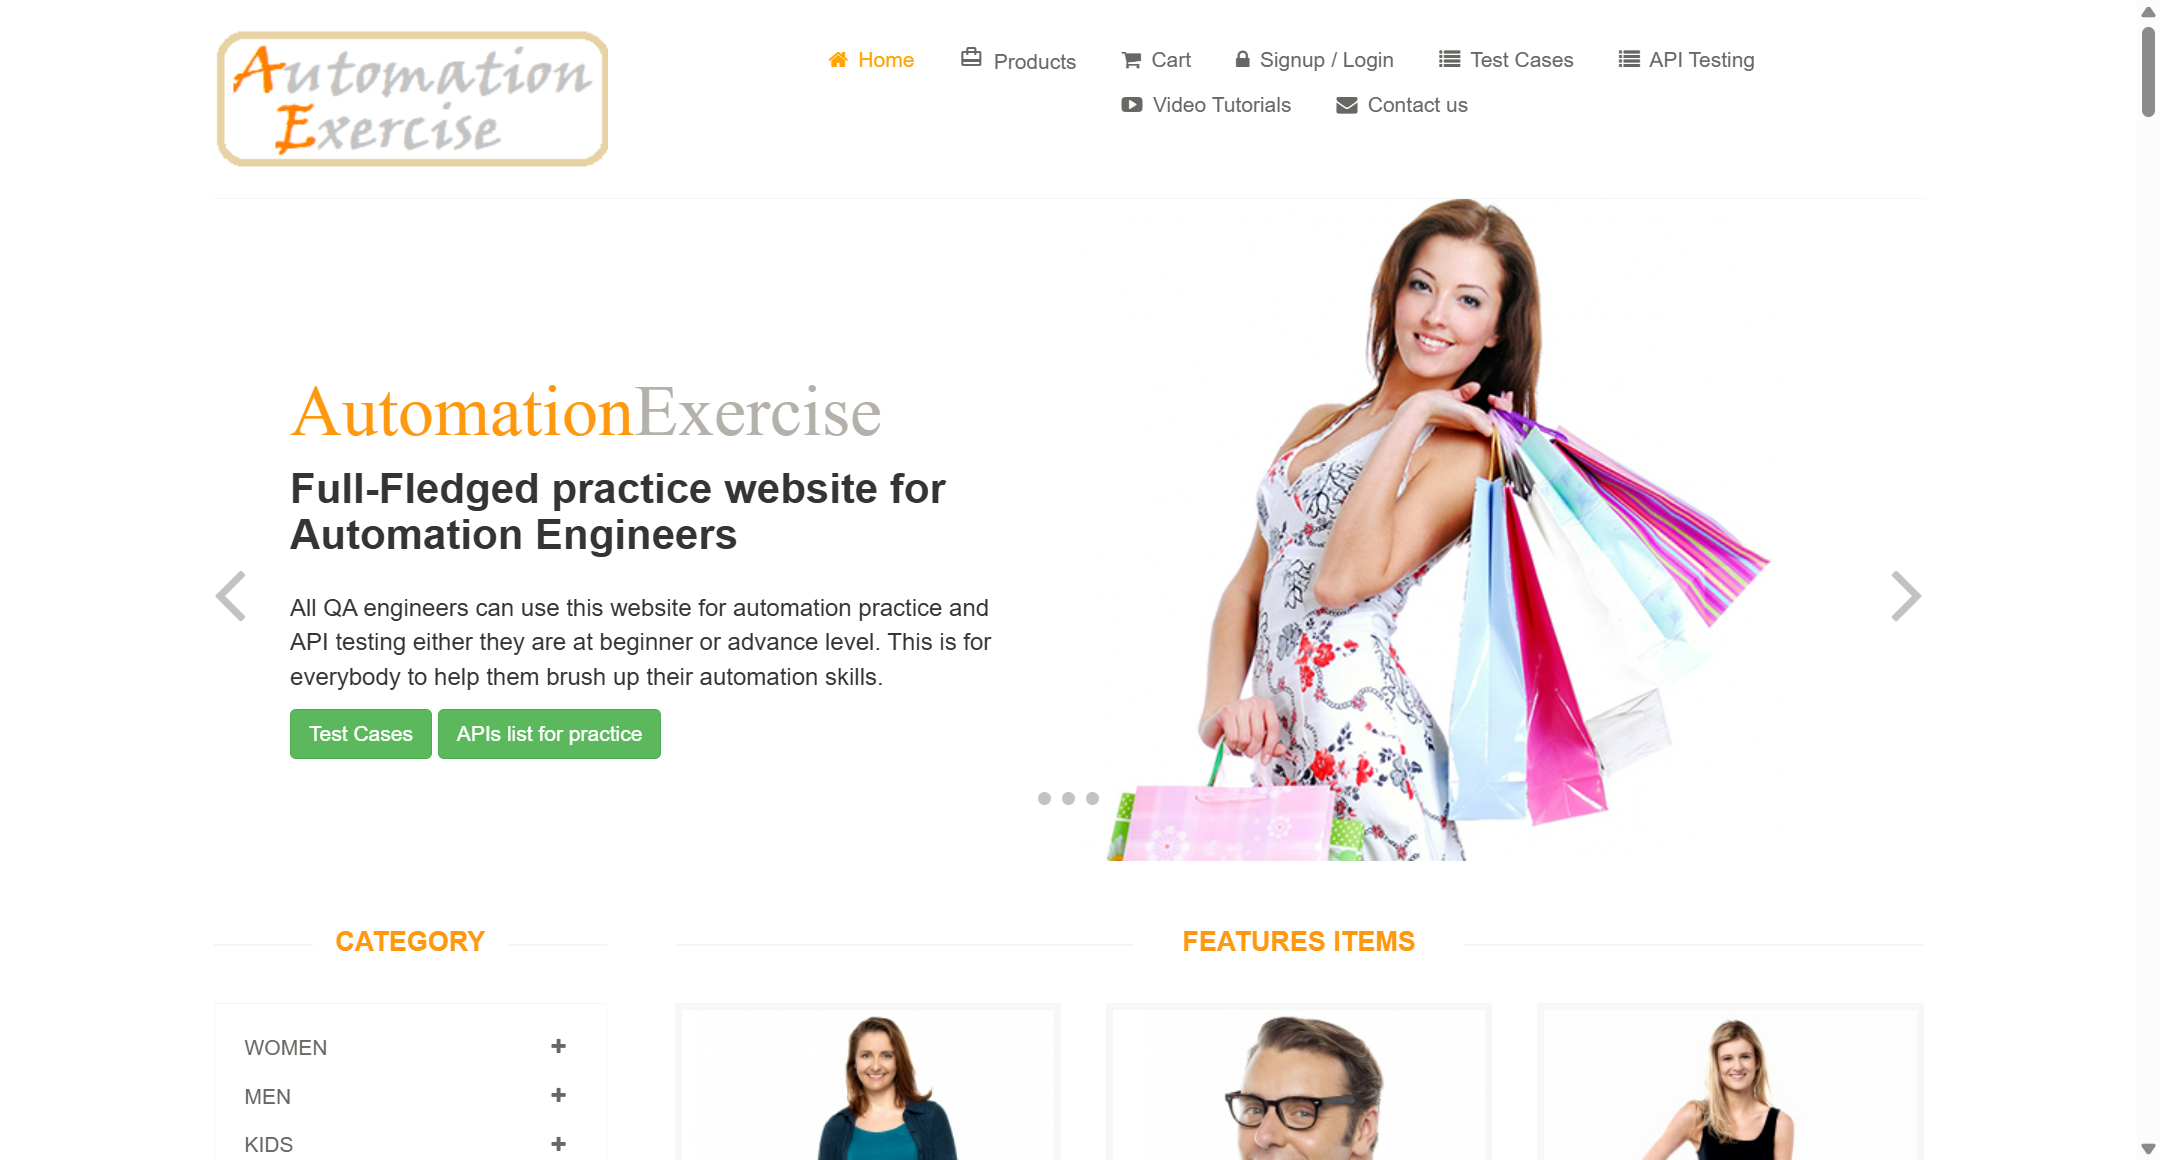 Automation
Exercise
Home
Products
Cart
Signup / Login
Test Cases
API Testing
Video Tutorials
Contact us
AutomationExercise
Full-Fledged practice website for
Automation Engineers
All QA engineers can use this website for automation practice and
API testing either they are at beginner or advance level. This is for
everybody to help them brush up their automation skills.
Test Cases
APIs list for practice
CATEGORY
FEATURES ITEMS
WOMEN
MEN
KIDS